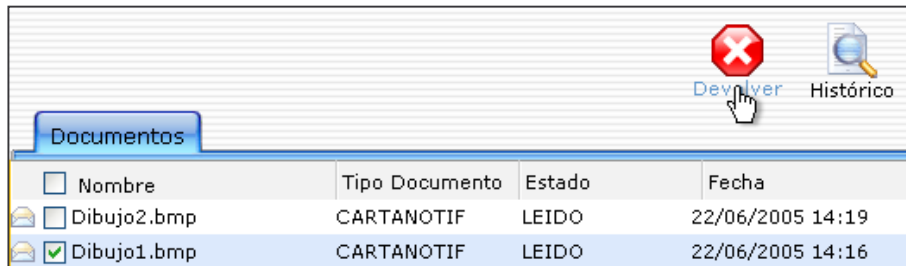 Devolver Histórico
Documentos
Nombre Tipo Documento Estado Fecha
Dibujo2.bmp CARTANOTIF LEIDO 22/06/2005 14:19
Dibujo1.bmp CARTANOTIF LEIDO 22/06/2005 14:16